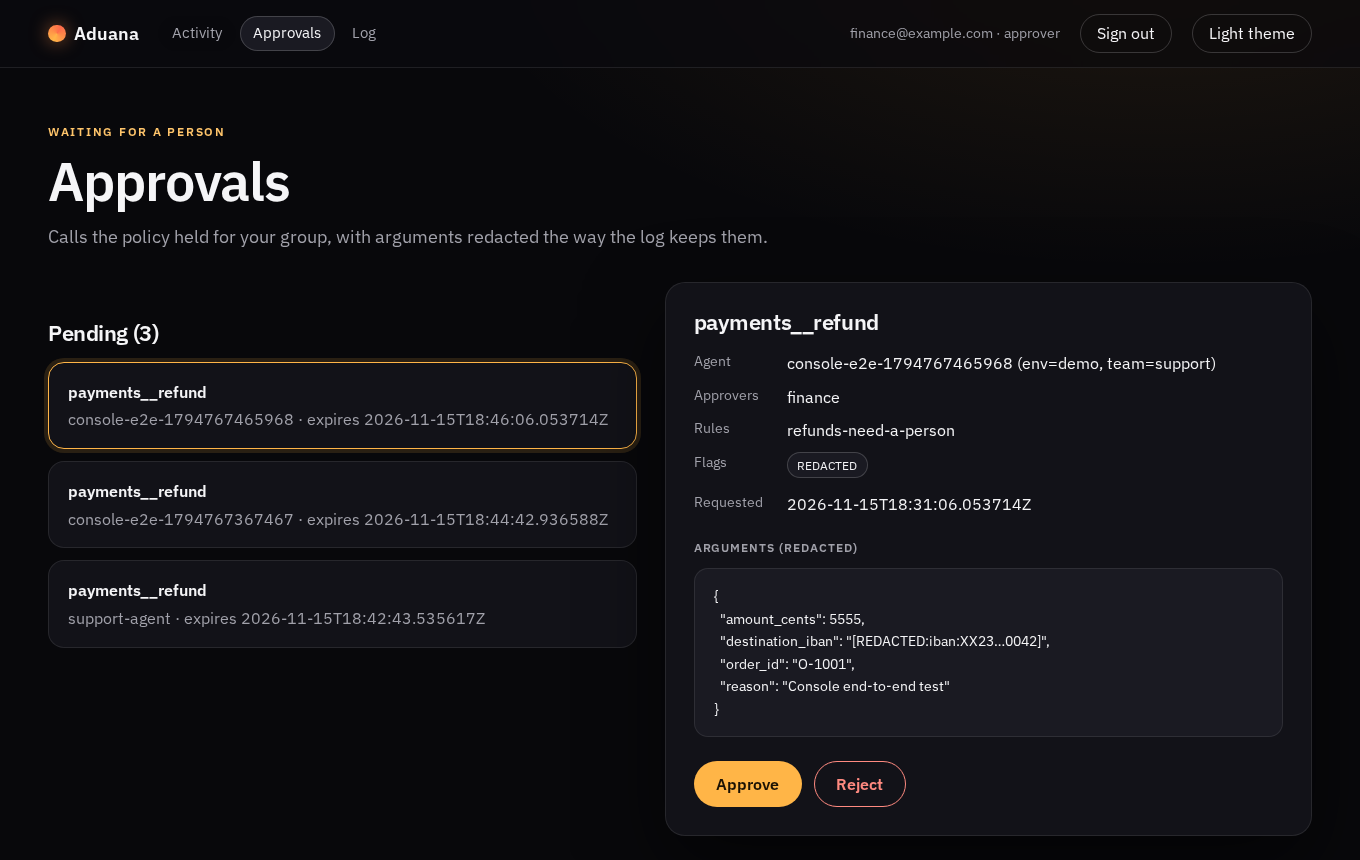 Aduana
Activity
Approvals
Log
finance@example.com · approver
Sign out
Light theme
WAITING FOR A PERSON
Approvals
Calls the policy held for your group, with arguments redacted the way the log keeps them.
Pending (3)
payments__refund
console-e2e-1794767465968 · expires 2026-11-15T18:46:06.053714Z
payments__refund
console-e2e-1794767367467 · expires 2026-11-15T18:44:42.936588Z
payments__refund
support-agent · expires 2026-11-15T18:42:43.535617Z
payments__refund
Agent console-e2e-1794767465968 (env=demo, team=support)
Approvers finance
Rules refunds-need-a-person
Flags REDACTED
Requested 2026-11-15T18:31:06.053714Z
ARGUMENTS (REDACTED)
{
"amount_cents": 5555,
"destination_iban": "[REDACTED:iban:XX23…0042]",
"order_id": "O-1001",
"reason": "Console end-to-end test"
}
Approve
Reject